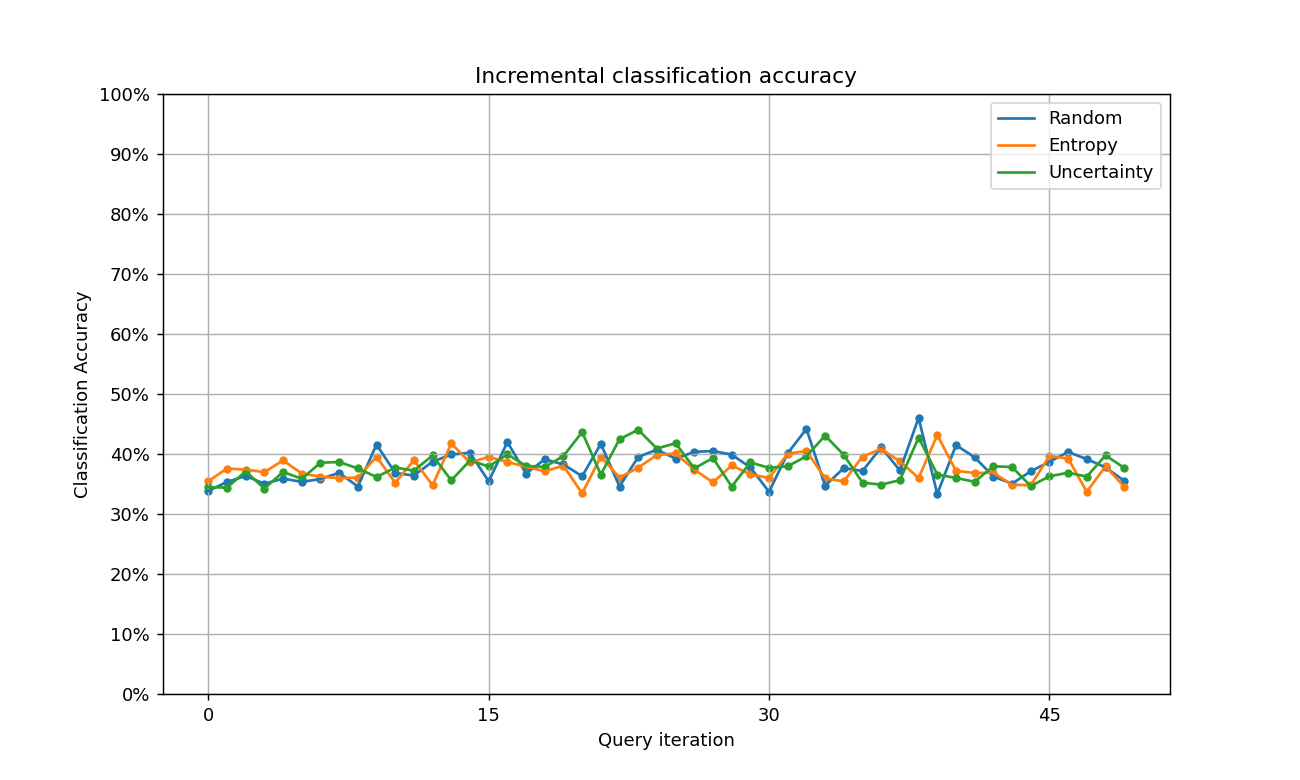 Incremental classification accuracy
100%
90%
80%
70%
60%
50%
40%
30%
20%
10%
0%
Classification Accuracy
Random
Entropy
Uncertainty
0 15 30 45
Query iteration